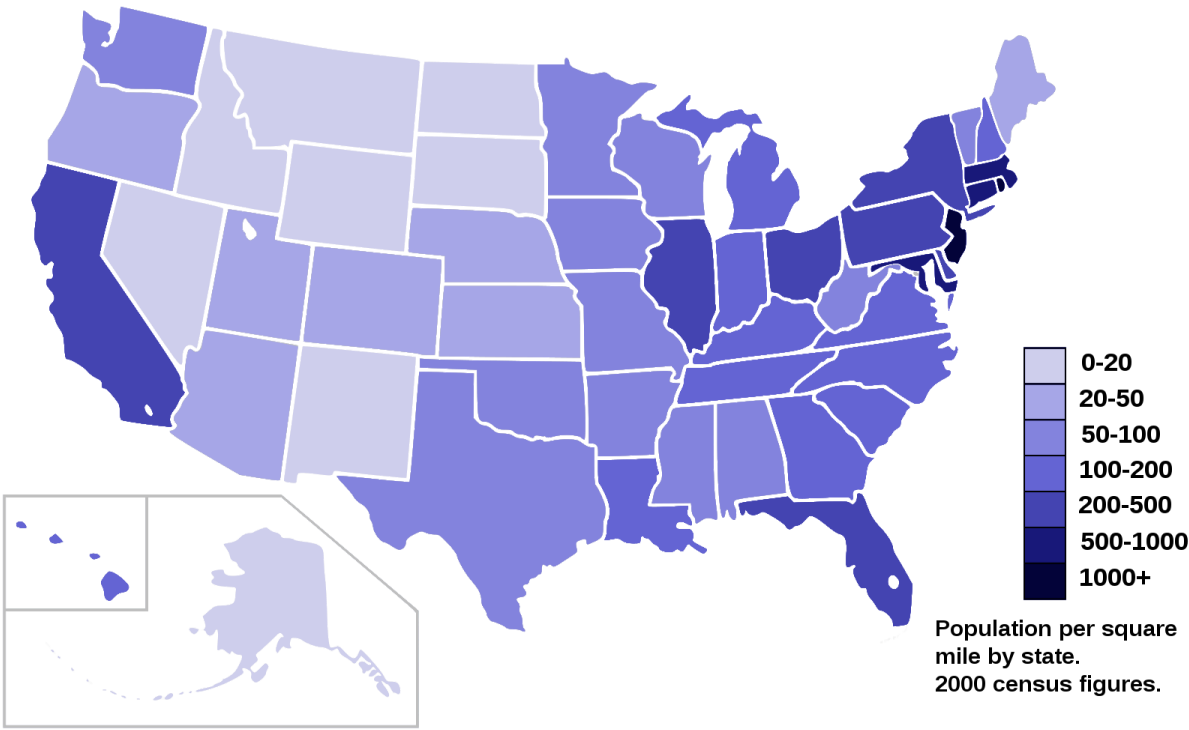 0-20
20-50
50-100
100-200
200-500
500-1000
1000+
Population per square
mile by state.
2000 census figures.